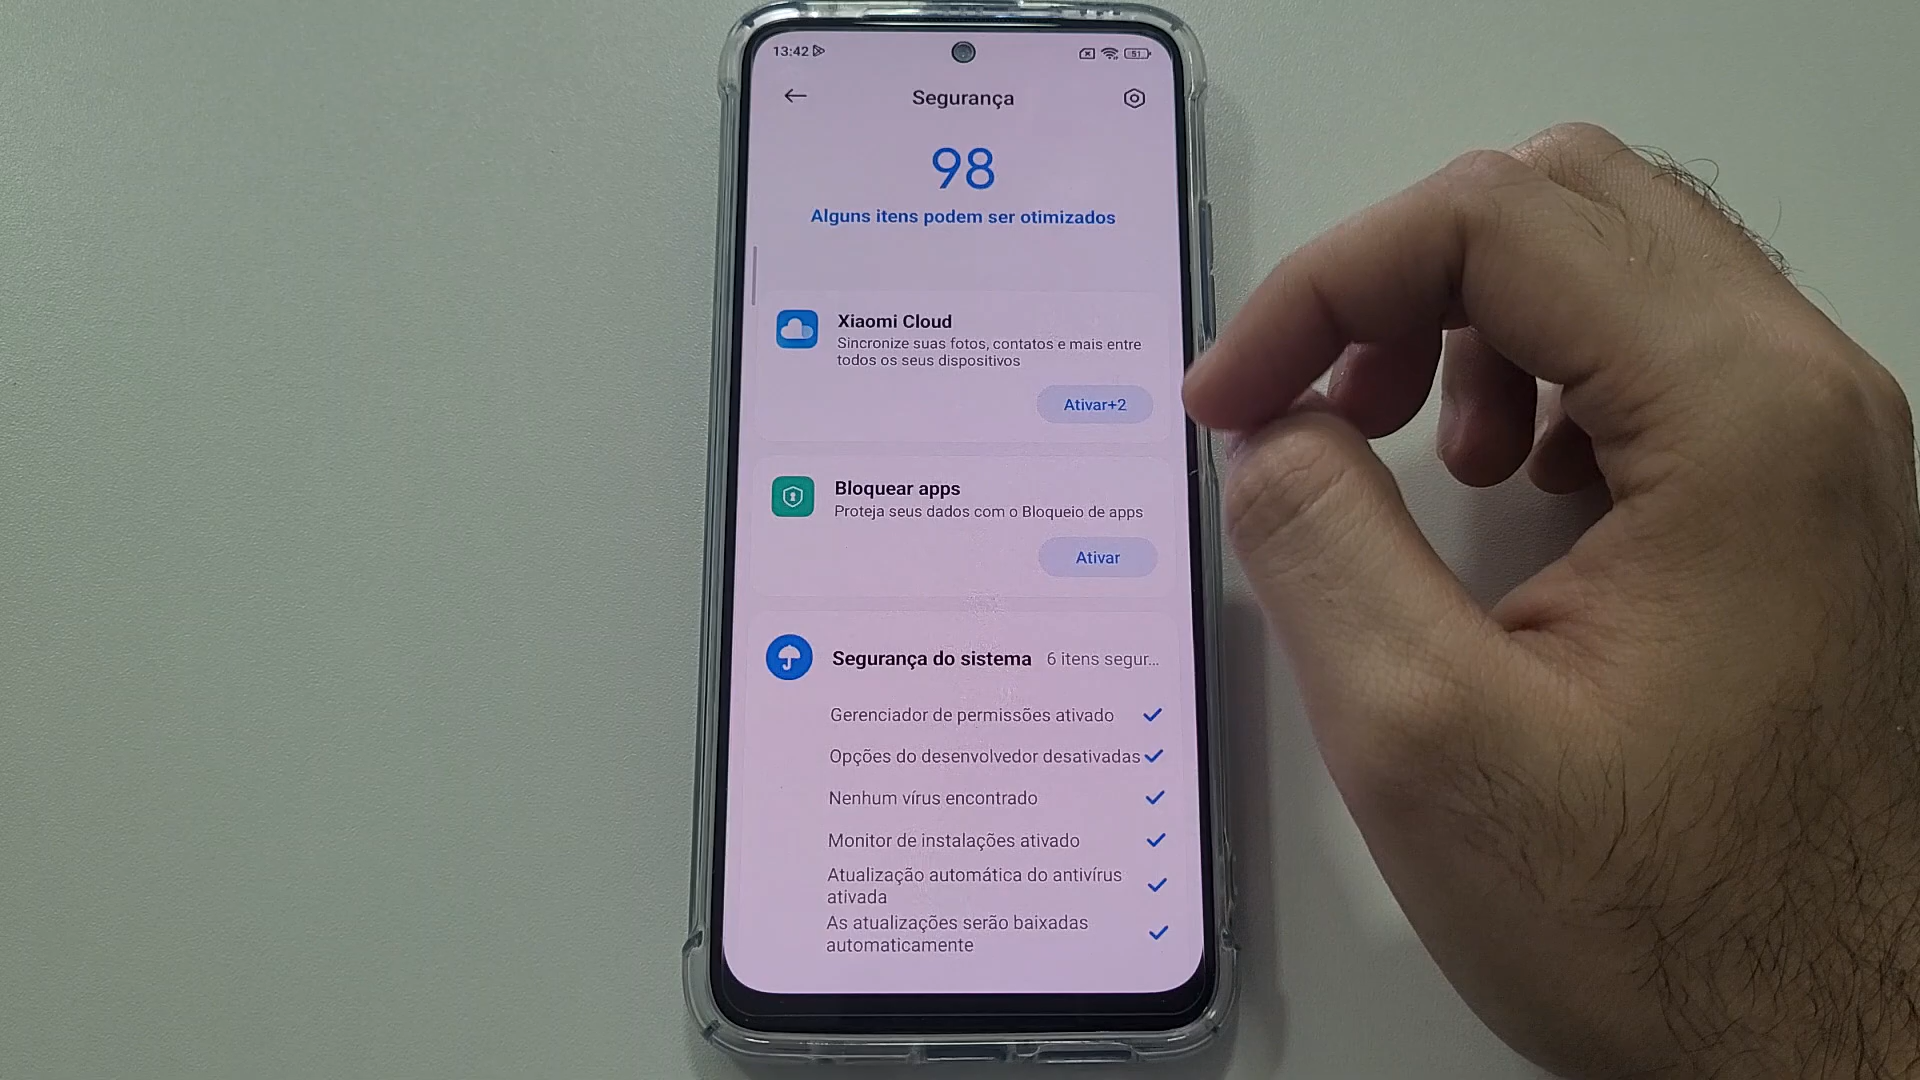 13:42
51
Segurança
98
Alguns itens podem ser otimizados
Xiaomi Cloud
Sincronize suas fotos, contatos e mais entre
todos os seus dispositivos
Ativar+2
Bloquear apps
Proteja seus dados com o Bloqueio de apps
Ativar
Segurança do sistema 6 itens segur...
Gerenciador de permissões ativado
Opções do desenvolvedor desativadas
Nenhum vírus encontrado
Monitor de instalações ativado
Atualização automática do antivírus
ativada
As atualizações serão baixadas
automaticamente